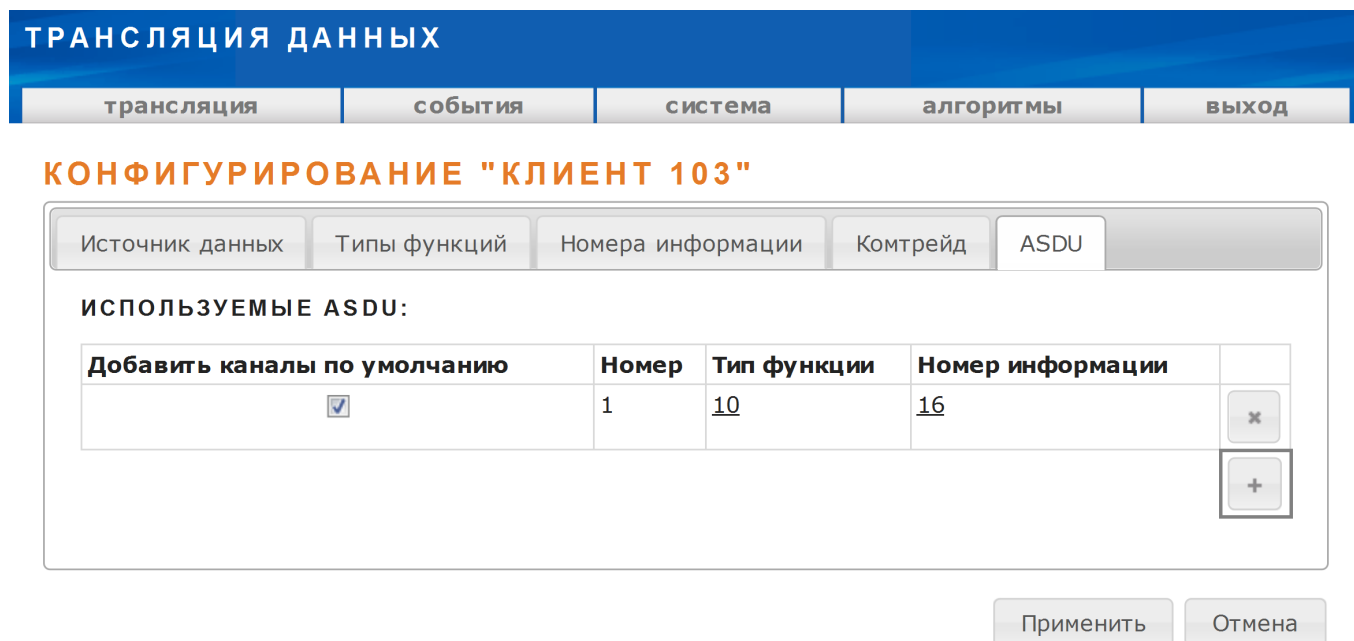 ТРАНСЛЯЦИЯ ДАННЫХ
трансляция события система алгоритмы выход
КОНФИГУРИРОВАНИЕ "КЛИЕНТ 103"
Источник данных Типы функций Номера информации Комтрейд ASDU
ИСПОЛЬЗУЕМЫЕ ASDU:
Добавить каналы по умолчанию Номер Тип функции Номер информации
1 10 16
Применить Отмена